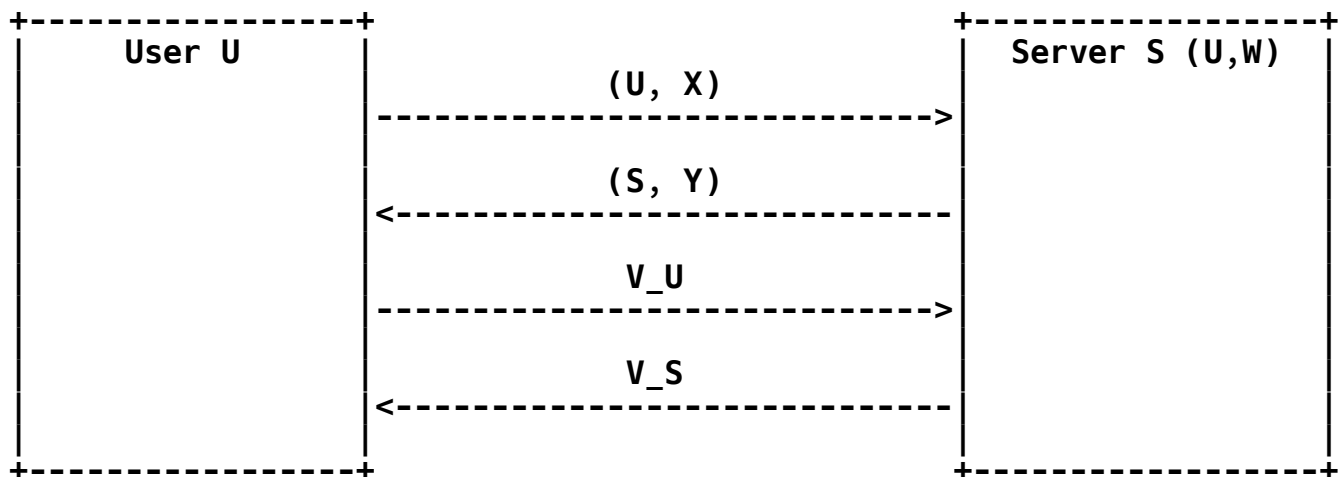 User U
Server S (U,W)
(U, X)
(S, Y)
V_U
V_S